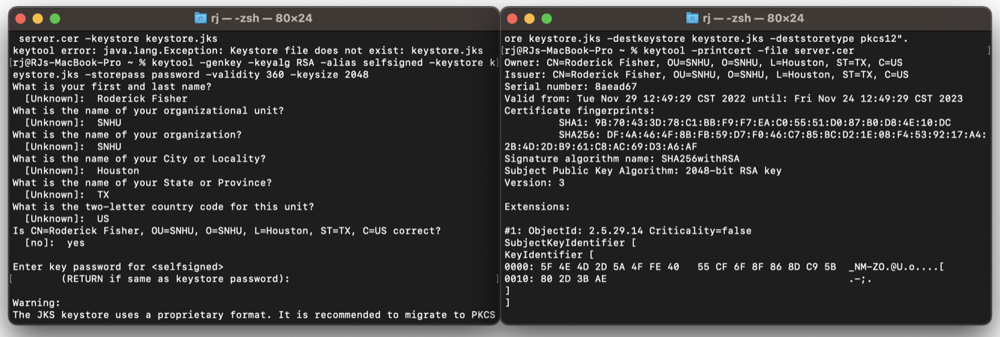 rj — -zsh — 80×24
server.cer -keystore keystore.jks
keytool error: java.lang.Exception: Keystore file does not exist: keystore.jks
[rj@RJs-MacBook-Pro ~ % keytool -genkey -keyalg RSA -alias selfsigned -keystore k]
eystore.jks -storepass password -validity 360 -keysize 2048
What is your first and last name?
[Unknown]:  Roderick Fisher
What is the name of your organizational unit?
[Unknown]:  SNHU
What is the name of your organization?
[Unknown]:  SNHU
What is the name of your City or Locality?
[Unknown]:  Houston
What is the name of your State or Province?
[Unknown]:  TX
What is the two-letter country code for this unit?
[Unknown]:  US
Is CN=Roderick Fisher, OU=SNHU, O=SNHU, L=Houston, ST=TX, C=US correct?
[no]:  yes
Enter key password for <selfsigned>
[        (RETURN if same as keystore password):                                   ]
Warning:
The JKS keystore uses a proprietary format. It is recommended to migrate to PKCS
rj — -zsh — 80×24
ore keystore.jks -destkeystore keystore.jks -deststoretype pkcs12".
[rj@RJs-MacBook-Pro ~ % keytool -printcert -file server.cer                       ]
Owner: CN=Roderick Fisher, OU=SNHU, O=SNHU, L=Houston, ST=TX, C=US
Issuer: CN=Roderick Fisher, OU=SNHU, O=SNHU, L=Houston, ST=TX, C=US
Serial number: 8aead67
Valid from: Tue Nov 29 12:49:29 CST 2022 until: Fri Nov 24 12:49:29 CST 2023
Certificate fingerprints:
SHA1: 9B:70:43:3D:78:C1:BB:F9:F7:EA:C0:55:51:D0:87:B0:D8:4E:10:DC
SHA256: DF:4A:46:4F:8B:FB:59:D7:F0:46:C7:85:BC:D2:1E:08:F4:53:92:17:A4:
2B:4D:2D:B9:61:C8:AC:69:D3:A6:AF
Signature algorithm name: SHA256withRSA
Subject Public Key Algorithm: 2048-bit RSA key
Version: 3
Extensions:
#1: ObjectId: 2.5.29.14 Criticality=false
SubjectKeyIdentifier [
KeyIdentifier [
0000: 5F 4E 4D 2D 5A 4F FE 40   55 CF 6F 8F 86 8D C9 5B  _NM-ZO.@U.o....[
0010: 80 2D 3B AE                                        .-;.
]
]